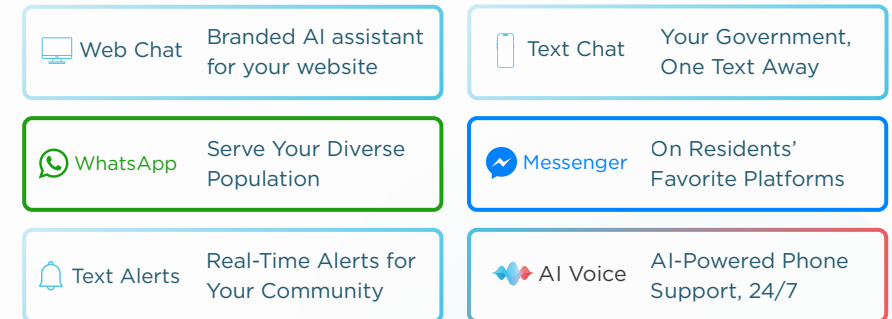 Web Chat
Branded AI assistant
for your website
Text Chat
Your Government,
One Text Away
WhatsApp
Serve Your Diverse
Population
Messenger
On Residents’
Favorite Platforms
Text Alerts
Real-Time Alerts for
Your Community
AI Voice
AI-Powered Phone
Support, 24/7